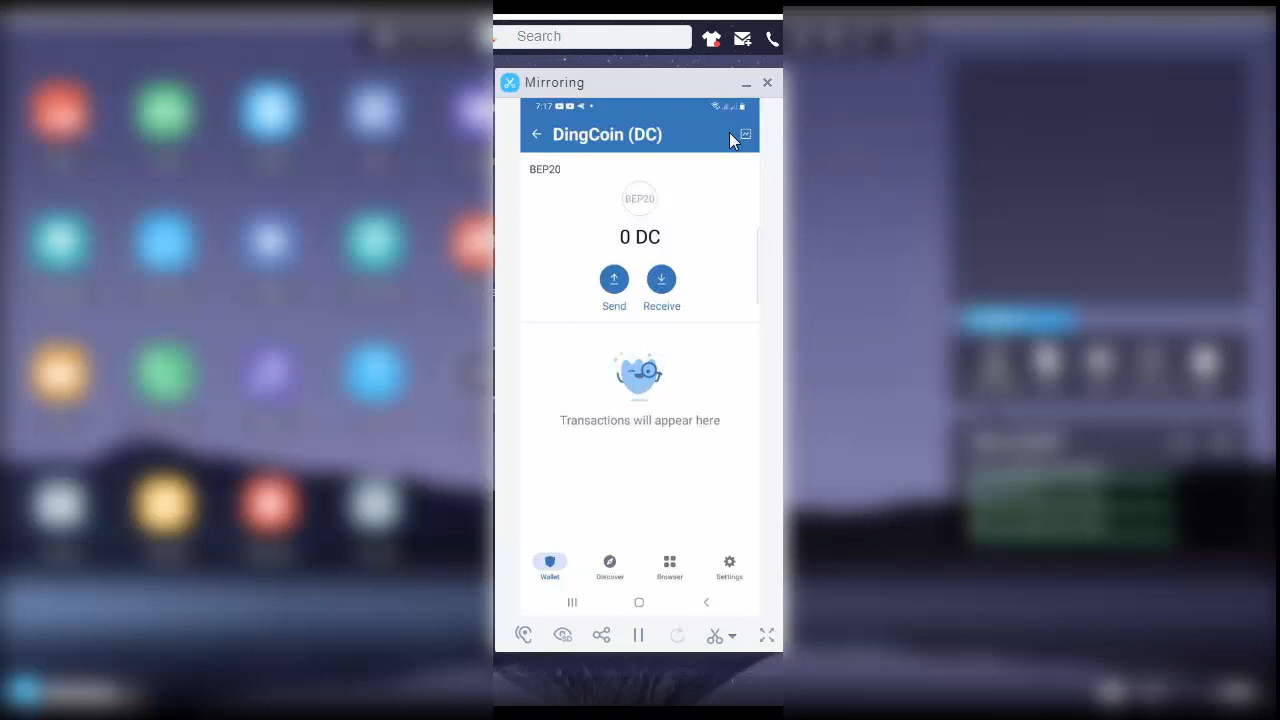 Search
Mirroring
7:17
DingCoin (DC)
BEP20
BEP20
0 DC
Send Receive
Transactions will appear here
Wallet Discover Browser Settings
SD